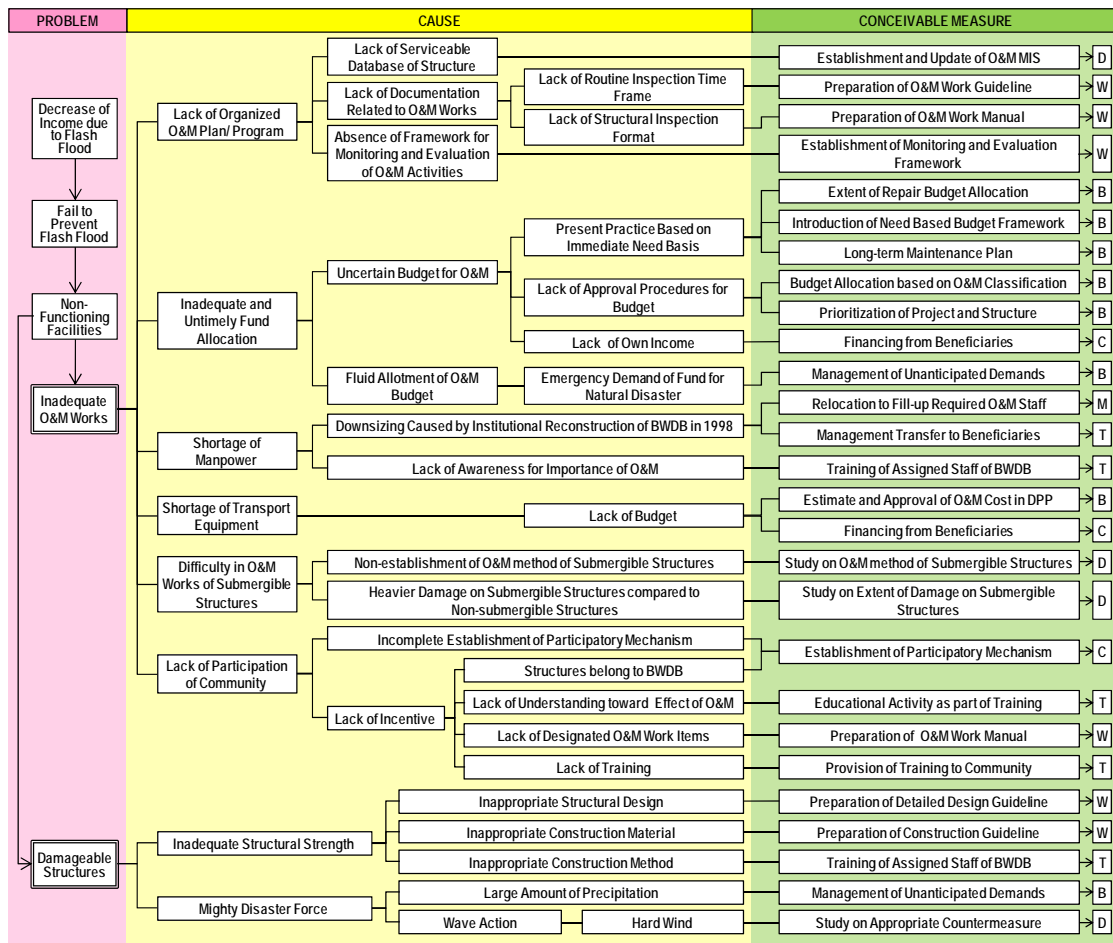 PROBLEM
CAUSE
CONCEIVABLE MEASURE
Decrease of
Income due
to Flash
Flood
Fail to
Prevent
Flash Flood
Non-
Functioning
Facilities
Inadequate
O&M Works
Damageable
Structures
Lack of Organized
O&M Plan/ Program
Lack of Serviceable
Database of Structure
Establishment and Update of O&M MIS
D
Lack of Documentation
Related to O&M Works
Lack of Routine Inspection Time
Frame
Preparation of O&M Work Guideline
W
Lack of Structural Inspection
Format
Preparation of O&M Work Manual
W
Absence of Framework for
Monitoring and Evaluation
of O&M Activities
Establishment of Monitoring and Evaluation
Framework
W
Inadequate and
Untimely Fund
Allocation
Uncertain Budget for O&M
Present Practice Based on
Immediate Need Basis
Extent of Repair Budget Allocation
B
Introduction of Need Based Budget Framework
B
Long-term Maintenance Plan
B
Lack of Approval Procedures for
Budget
Budget Allocation based on O&M Classification
B
Prioritization of Project and Structure
B
Lack of Own Income
Financing from Beneficiaries
C
Fluid Allotment of O&M
Budget
Emergency Demand of Fund for
Natural Disaster
Management of Unanticipated Demands
B
Shortage of
Manpower
Downsizing Caused by Institutional Reconstruction of BWDB in 1998
Relocation to Fill-up Required O&M Staff
M
Management Transfer to Beneficiaries
T
Lack of Awareness for Importance of O&M
Training of Assigned Staff of BWDB
T
Shortage of Transport
Equipment
Lack of Budget
Estimate and Approval of O&M Cost in DPP
B
Financing from Beneficiaries
C
Difficulty in O&M
Works of Submergible
Structures
Non-establishment of O&M method of Submergible Structures
Study on O&M method of Submergible Structures
D
Heavier Damage on Submergible Structures compared to
Non-submergible Structures
Study on Extent of Damage on Submergible
Structures
D
Lack of Participation
of Community
Incomplete Establishment of Participatory Mechanism
Establishment of Participatory Mechanism
C
Lack of Incentive
Structures belong to BWDB
Lack of Understanding toward Effect of O&M
Educational Activity as part of Training
T
Lack of Designated O&M Work Items
Preparation of O&M Work Manual
W
Lack of Training
Provision of Training to Community
T
Inadequate Structural Strength
Inappropriate Structural Design
Preparation of Detailed Design Guideline
W
Inappropriate Construction Material
Preparation of Construction Guideline
W
Inappropriate Construction Method
Training of Assigned Staff of BWDB
T
Mighty Disaster Force
Large Amount of Precipitation
Management of Unanticipated Demands
B
Wave Action
Hard Wind
Study on Appropriate Countermeasure
D